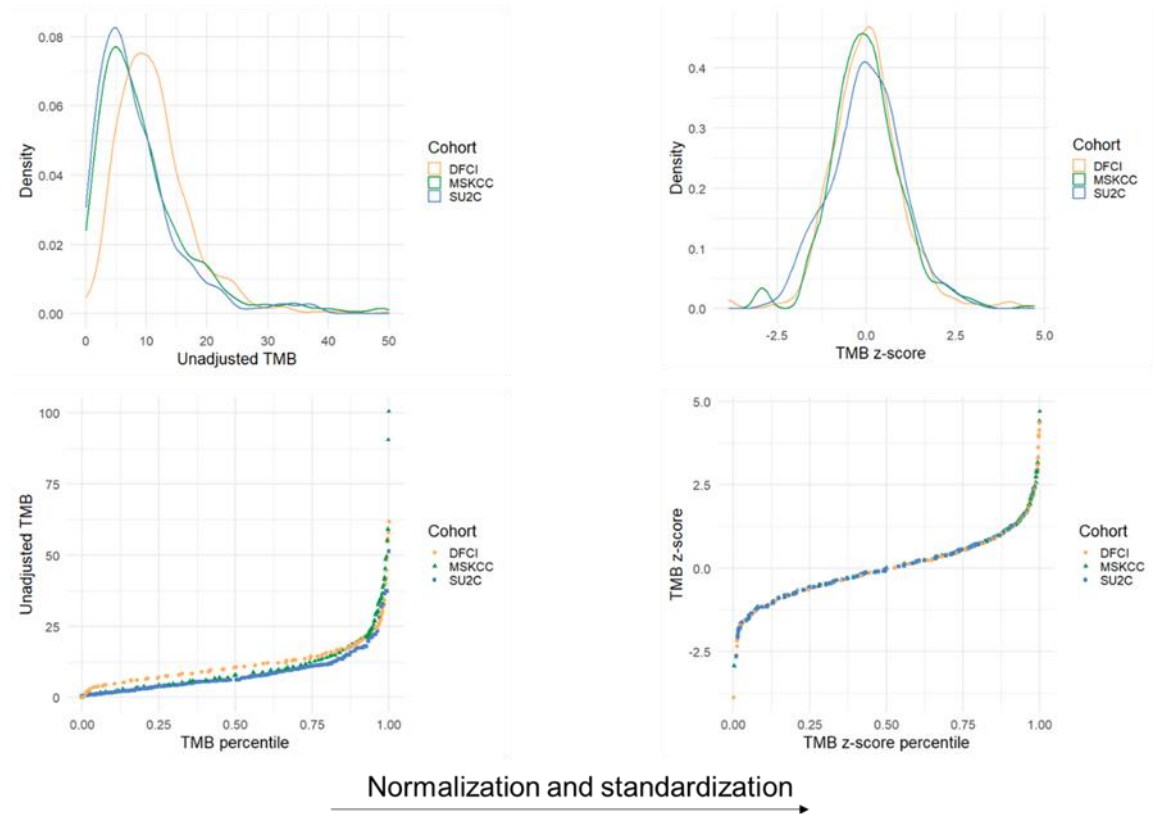 0.08
0.06
0.04
0.02
0.00
Density
0 10 20 30 40 50
Unadjusted TMB
Cohort
DFCI
MSKCC
SU2C
0.4
0.3
0.2
0.1
0.0
Density
-2.5 0.0 2.5 5.0
TMB z-score
Cohort
DFCI
MSKCC
SU2C
100
75
50
25
0
Unadjusted TMB
0.00 0.25 0.50 0.75 1.00
TMB percentile
Cohort
DFCI
MSKCC
SU2C
5.0
2.5
0.0
-2.5
TMB z-score
0.00 0.25 0.50 0.75 1.00
TMB z-score percentile
Cohort
DFCI
MSKCC
SU2C
Normalization and standardization